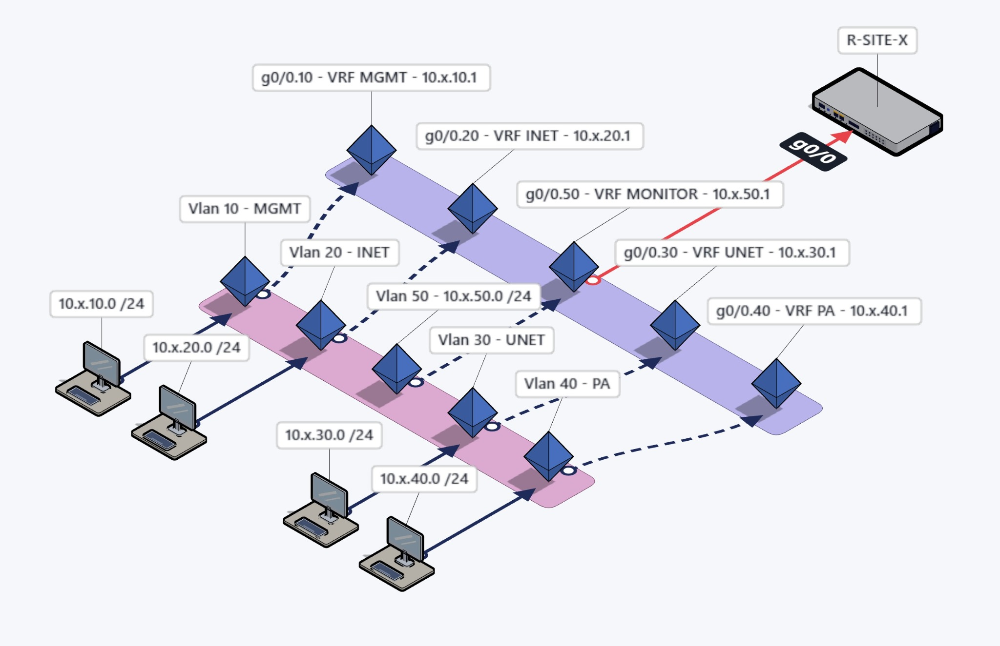 R-SITE-X
g0/0.10 - VRF MGMT - 10.x.10.1
g0/0.20 - VRF INET - 10.x.20.1
g0/0
g0/0.50 - VRF MONITOR - 10.x.50.1
Vlan 10 - MGMT
Vlan 20 - INET
g0/0.30 - VRF UNET - 10.x.30.1
Vlan 50 - 10.x.50.0 /24
10.x.10.0 /24
g0/0.40 - VRF PA - 10.x.40.1
Vlan 30 - UNET
10.x.20.0 /24
Vlan 40 - PA
10.x.30.0 /24
10.x.40.0 /24